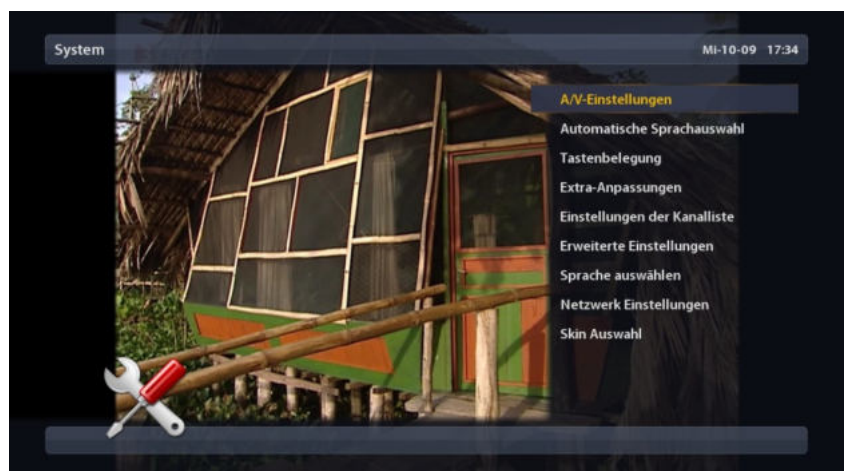 System
Mi-10-09 17:34
A/V-Einstellungen
Automatische Sprachauswahl
Tastenbelegung
Extra-Anpassungen
Einstellungen der Kanalliste
Erweiterte Einstellungen
Sprache auswählen
Netzwerk Einstellungen
Skin Auswahl